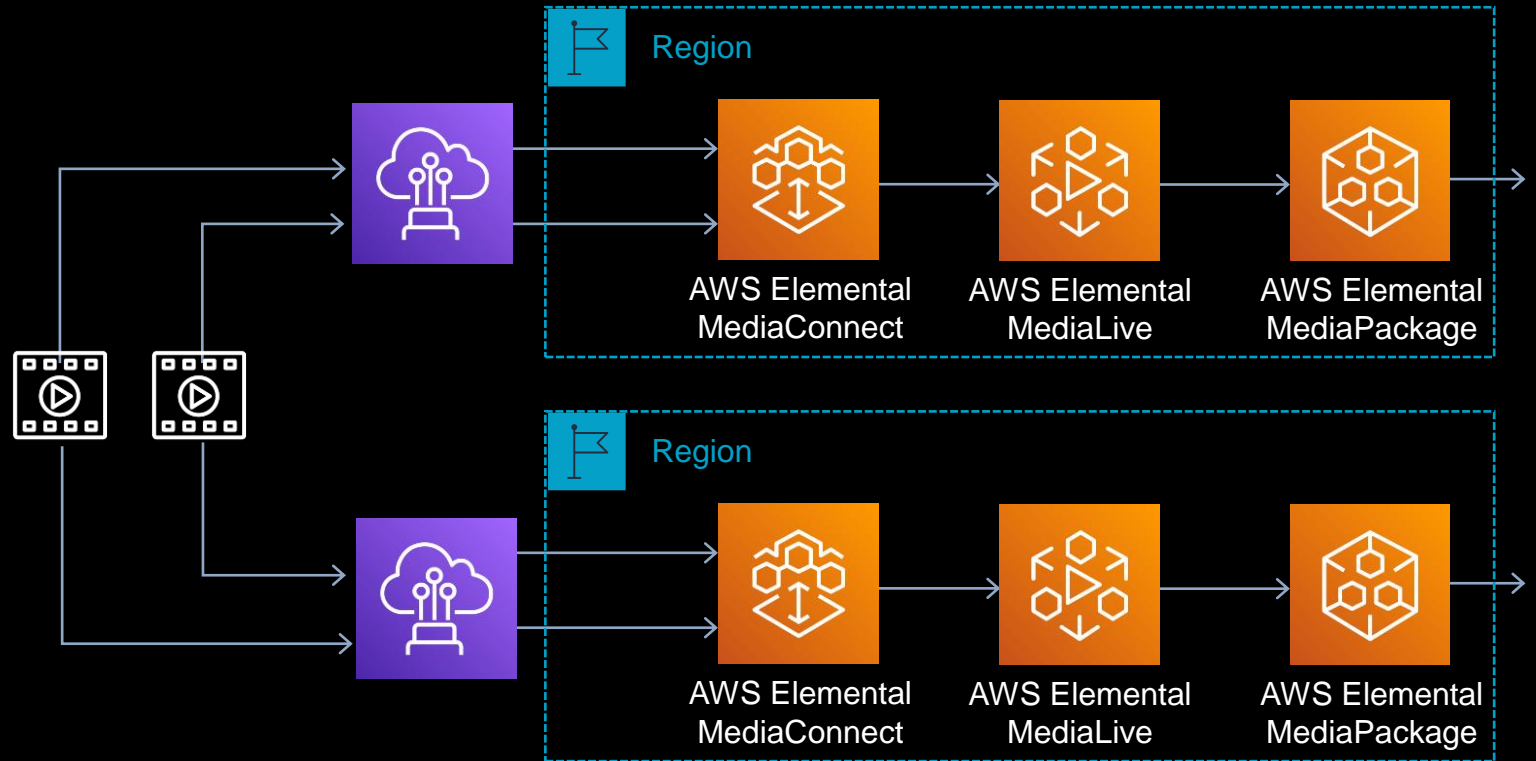 Region
AWS Elemental
MediaConnect
AWS Elemental
MediaLive
AWS Elemental
MediaPackage
Region
AWS Elemental
MediaConnect
AWS Elemental
MediaLive
AWS Elemental
MediaPackage